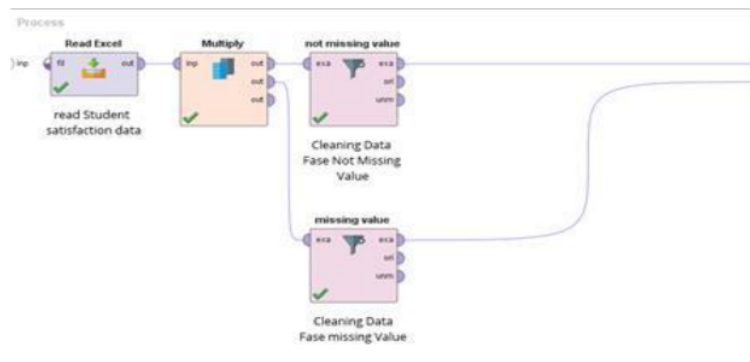 Process
Read Excel
inp
fil
out
read Student
satisfaction data
Multiply
inp
out
out
out
not missing value
exa
exa
ori
unm
Cleaning Data
Fase Not Missing
Value
missing value
exa
exa
ori
unm
Cleaning Data
Fase missing Value